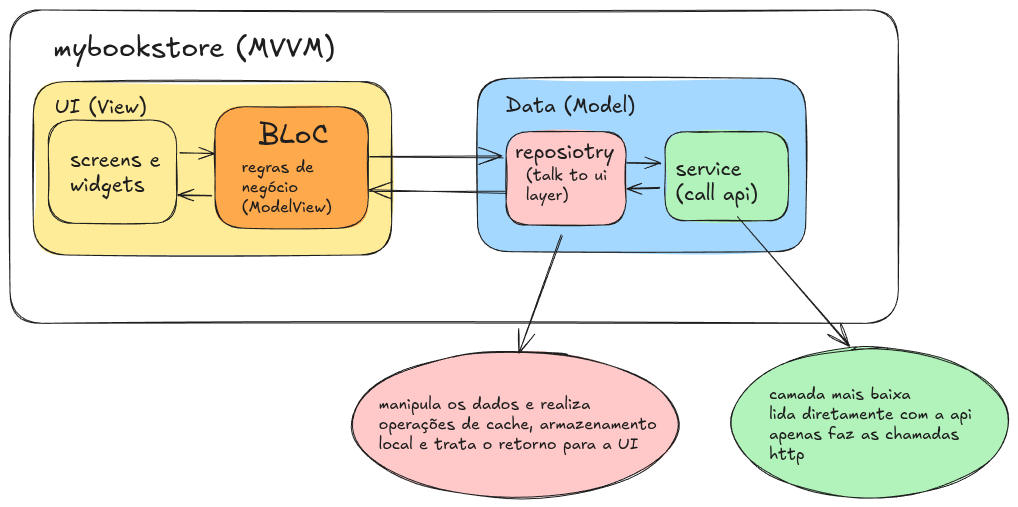 mybookstore (MVVM)
UI (View)
screens e
widgets
BLoC
regras de
negócio
(ModelView)
Data (Model)
reposiotry
(talk to ui
layer)
service
(call api)
manipula os dados e realiza
operações de cache, armazenamento
local e trata o retorno para a UI
camada mais baixa
lida diretamente com a api
apenas faz as chamadas
http